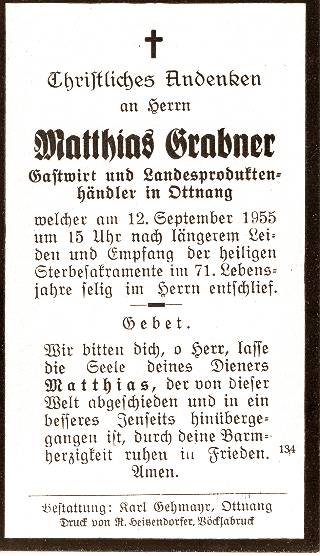 Christliches Andenken
an Herrn
Matthias Grabner
Gastwirt und Landesprodukten-
händler in Ottnang
welcher am 12. September 1955
um 15 Uhr nach längerem Lei-
den und Empfang der heiligen
Sterbesakramente im 71. Lebens-
jahre selig im Herrn entschlief.
Gebet.
Wir bitten dich, o Herr, lasse
die Seele deines Dieners
Matthias, der von dieser
Welt abgeschieden und in ein
besseres Jenseits hinüberge-
gangen ist, durch deine Barm-
herzigkeit ruhen in Frieden.
Amen.
134
Bestattung: Karl Gehmayr, Ottnang
Druck von R. Heitzendorfer, Vöcklabruck